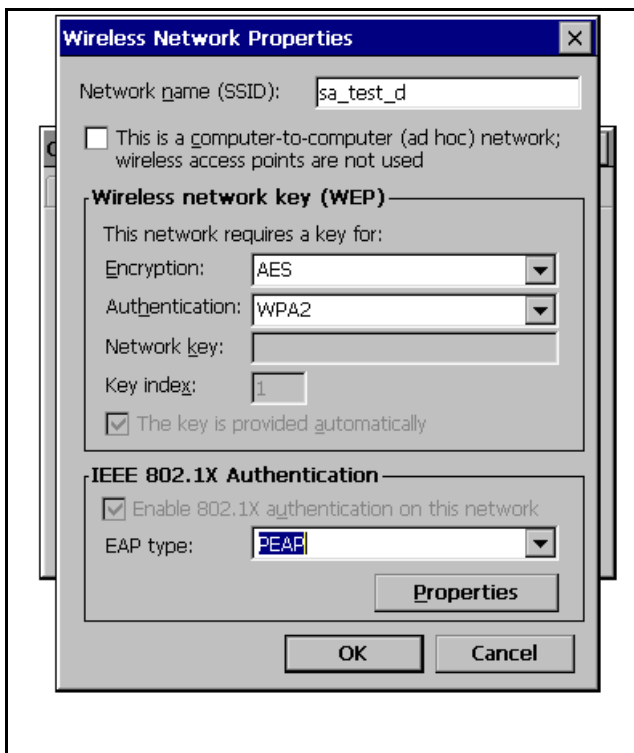 Wireless Network Properties
Network name (SSID): sa_test_d
This is a computer-to-computer (ad hoc) network;
wireless access points are not used
Wireless network key (WEP)
This network requires a key for:
Encryption: AES
Authentication: WPA2
Network key:
Key index: 1
The key is provided automatically
IEEE 802.1X Authentication
Enable 802.1X authentication on this network
EAP type: PEAP
Properties
OK Cancel